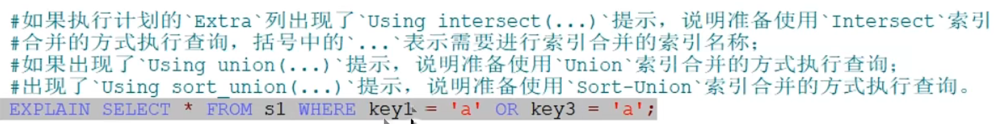 #如果执行计划的`Extra`列出现了`Using intersect(...)`提示，说明准备使用`Intersect`索引
#合并的方式执行查询，括号中的`...`表示需要进行索引合并的索引名称；
#如果出现了`Using union(...)`提示，说明准备使用`Union`索引合并的方式执行查询；
#出现了`Using sort_union(...)`提示，说明准备使用`Sort-Union`索引合并的方式执行查询。
EXPLAIN SELECT * FROM s1 WHERE key1 = 'a' OR key3 = 'a';